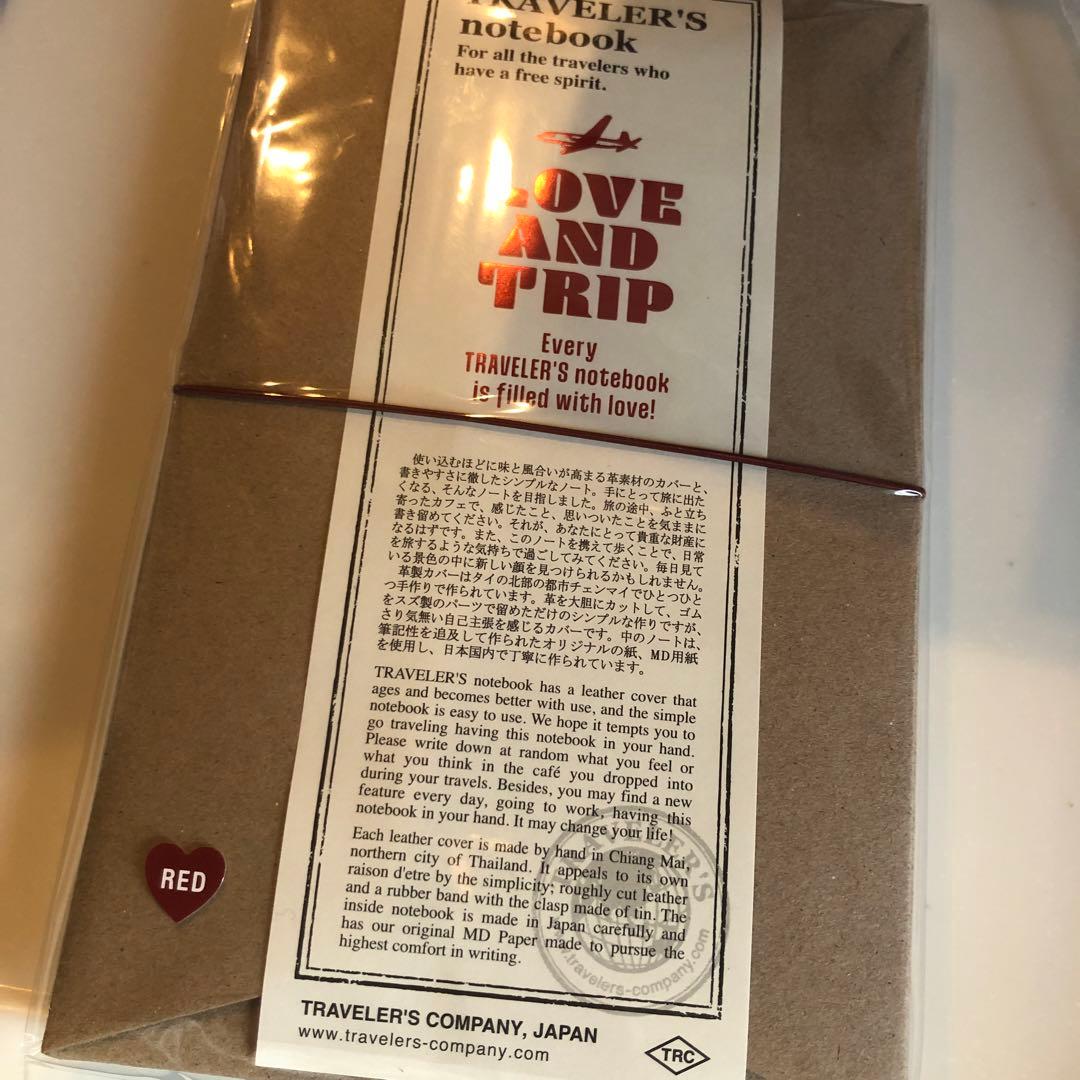 TRAVELER'S
notebook
For all the travelers who
have a free spirit.
LOVE
AND
TRIP
Every
TRAVELER'S notebook
is filled with love!
使い込むほどに味と風合いが高まる革素材のカバーと、
書きやすさに徹したシンプルなノート。手にとって旅に出た
くなる、そんなノートを目指しました。旅の途中、ふと立ち
寄ったカフェで、感じたこと、思いついたことを気ままに
書き留めてください。それが、あなたにとって貴重な財産に
なるはずです。また、このノートを携えて歩くことで、日常
を旅するような気持ちで過ごしてみてください。毎日見て
いる景色の中に新しい顔を見つけられるかもしれません。
革製カバーはタイの北部の都市チェンマイでひとつひと
つ手作りで作られています。革を大胆にカットして、ゴム
をスズ製のパーツで留めただけのシンプルな作りですが、
さり気無い自己主張を感じるカバーです。中のノートは、
筆記性を追及して作られたオリジナルの紙、MD用紙
を使用し、日本国内で丁寧に作られています。
TRAVELER'S notebook has a leather cover that
ages and becomes better with use, and the simple
notebook is easy to use. We hope it tempts you to
go traveling having this notebook in your hand.
Please write down at random what you feel or
what you think in the café you dropped into
during your travels. Besides, you may find a new
feature every day, going to work, having this
notebook in your hand. It may change your life!
Each leather cover is made by hand in Chiang Mai,
northern city of Thailand. It appeals to its own
raison d'etre by the simplicity; roughly cut leather
and a rubber band with the clasp made of tin. The
inside notebook is made in Japan carefully and
has our original MD Paper made to pursue the
highest comfort in writing.
TRAVELER'S
www.travelers-company.com
RED
TRAVELER'S COMPANY, JAPAN
www.travelers-company.com
TRC